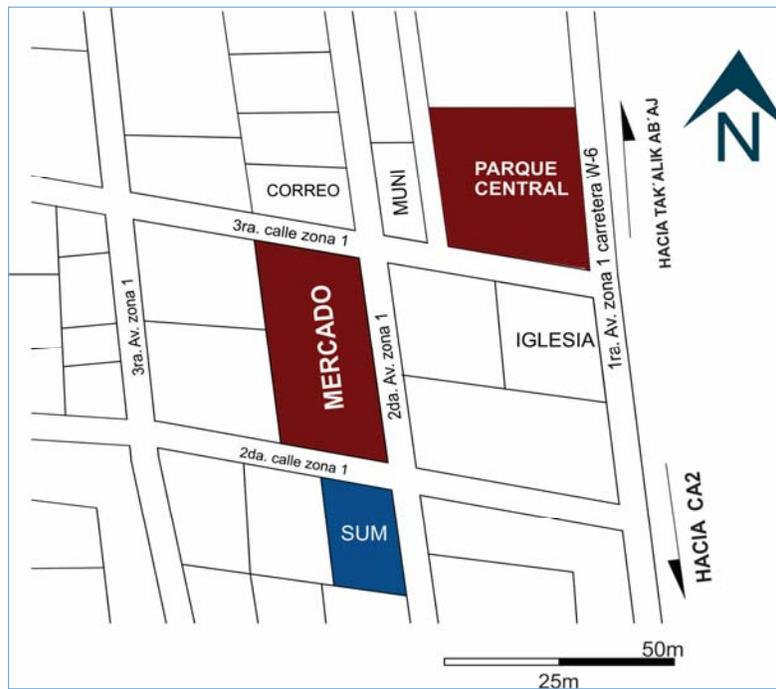 N
HACIA TAK´ALIK AB´AJ
PARQUE
CENTRAL
CORREO
MUNI
3ra. calle zona 1
1ra. Av. zona 1 carretera W-6
MERCADO
3ra. Av. zona 1
2da. Av. zona 1
IGLESIA
2da. calle zona 1
SUM
HACIA CA2
50m
25m